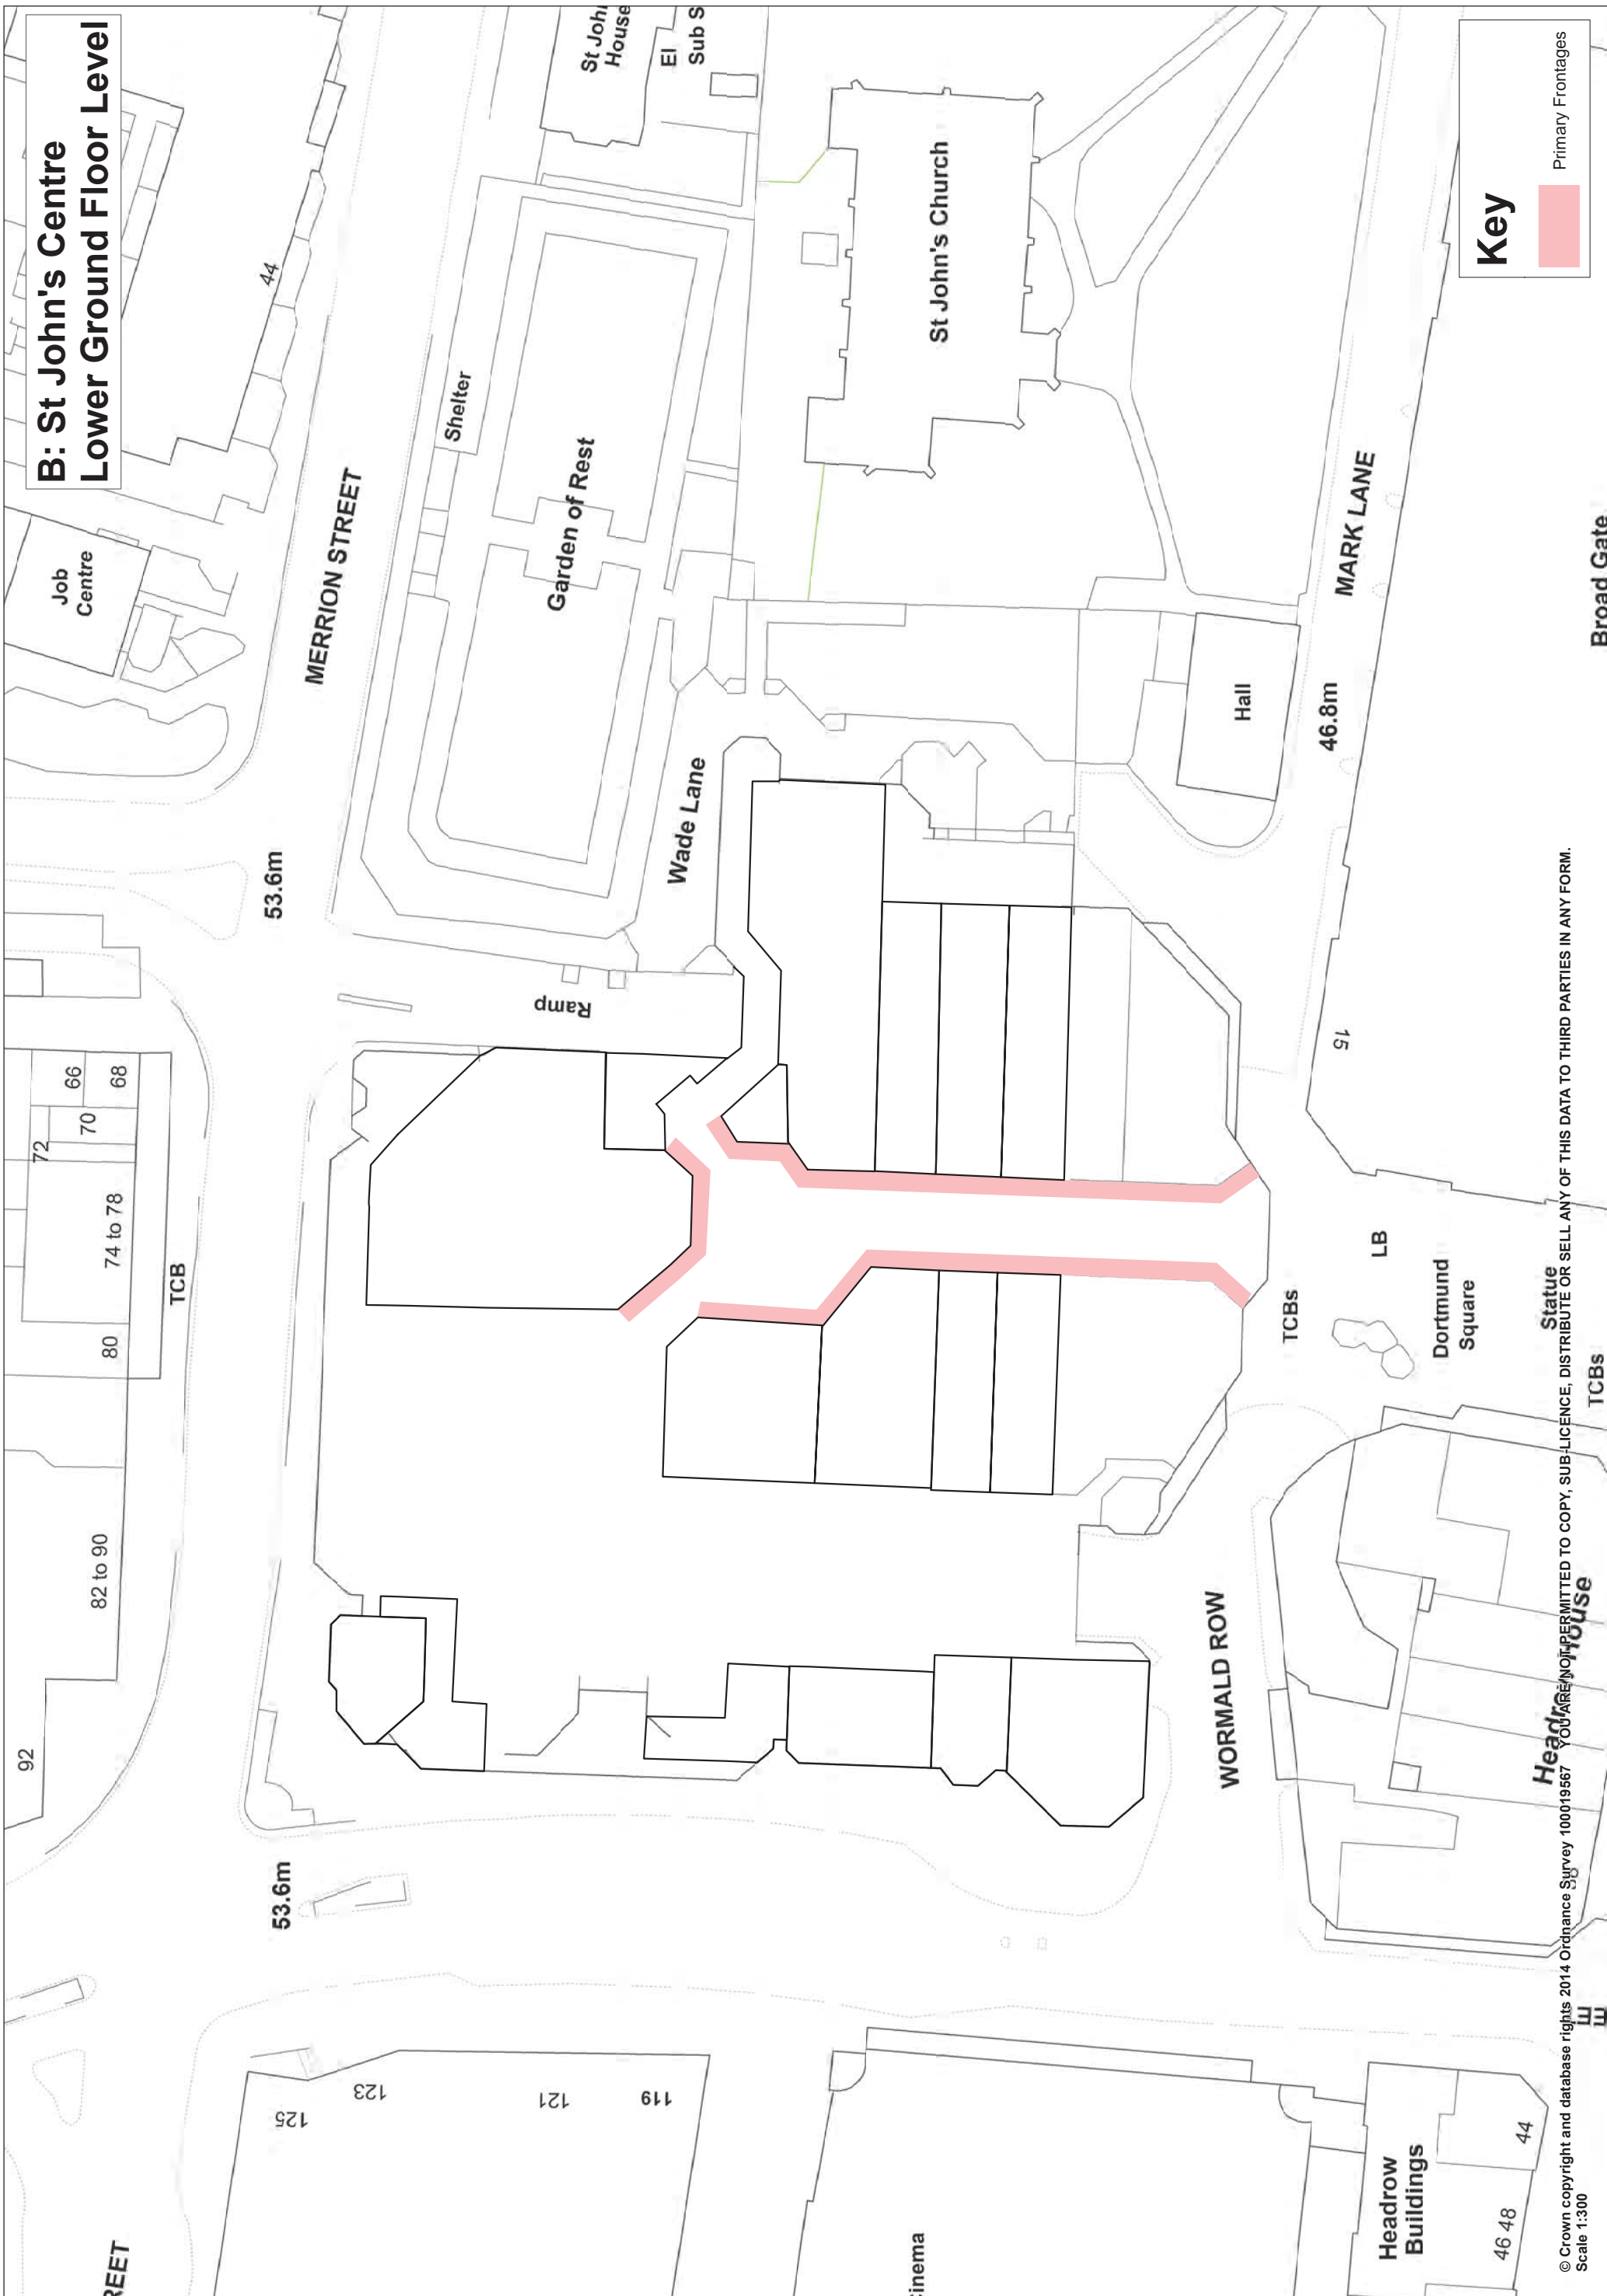 B: St John's Centre
Lower Ground Floor Level
Key
Primary Frontages
St John
House
El
Sub S
44
Job
Centre
MERRION STREET
Shelter
Garden of Rest
St John's Church
MARK LANE
Broad Gate
Hall
46.8m
Wade Lane
53.6m
Ramp
15
66
68
70
72
74 to 78
80
TCB
82 to 90
92
LB
TCBs
Dortmund
Square
Statue
TCBs
WORMALD ROW
House
53.6m
125
123
121
119
REET
inema
Headrow
Buildings
44
46 48
© Crown copyright and database rights 2014 Ordnance Survey 100019567 YOU ARE NOT PERMITTED TO COPY, SUB-LICENCE, DISTRIBUTE OR SELL ANY OF THIS DATA TO THIRD PARTIES IN ANY FORM.
Scale 1:300